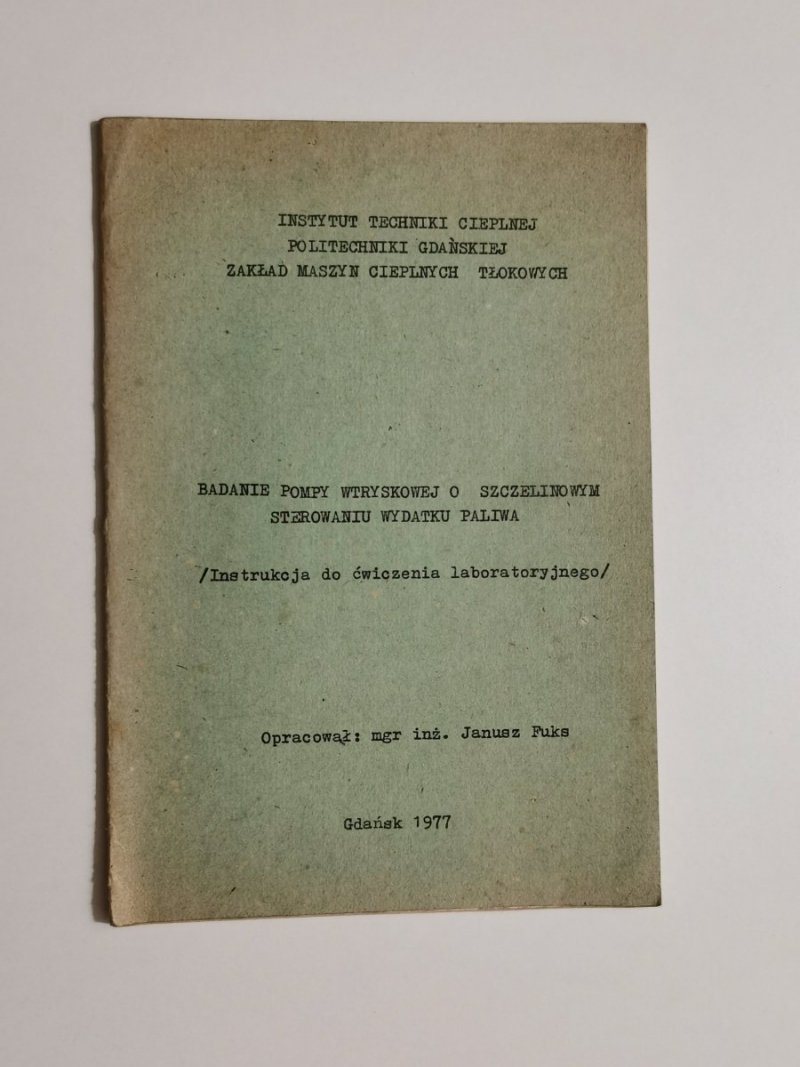 INSTYTUT TECHNIKI CIEPLNEJ
POLITECHNIKI GDAŃSKIEJ
ZAKŁAD MASZYN CIEPLNYCH TŁOKOWYCH
BADANIE POMPY WTRYSKOWEJ O SZCZELINOWYM
STEROWANIU WYDATKU PALIWA
/Instrukcja do ćwiczenia laboratoryjnego/
Opracował: mgr inż. Janusz Fuks
Gdańsk 1977